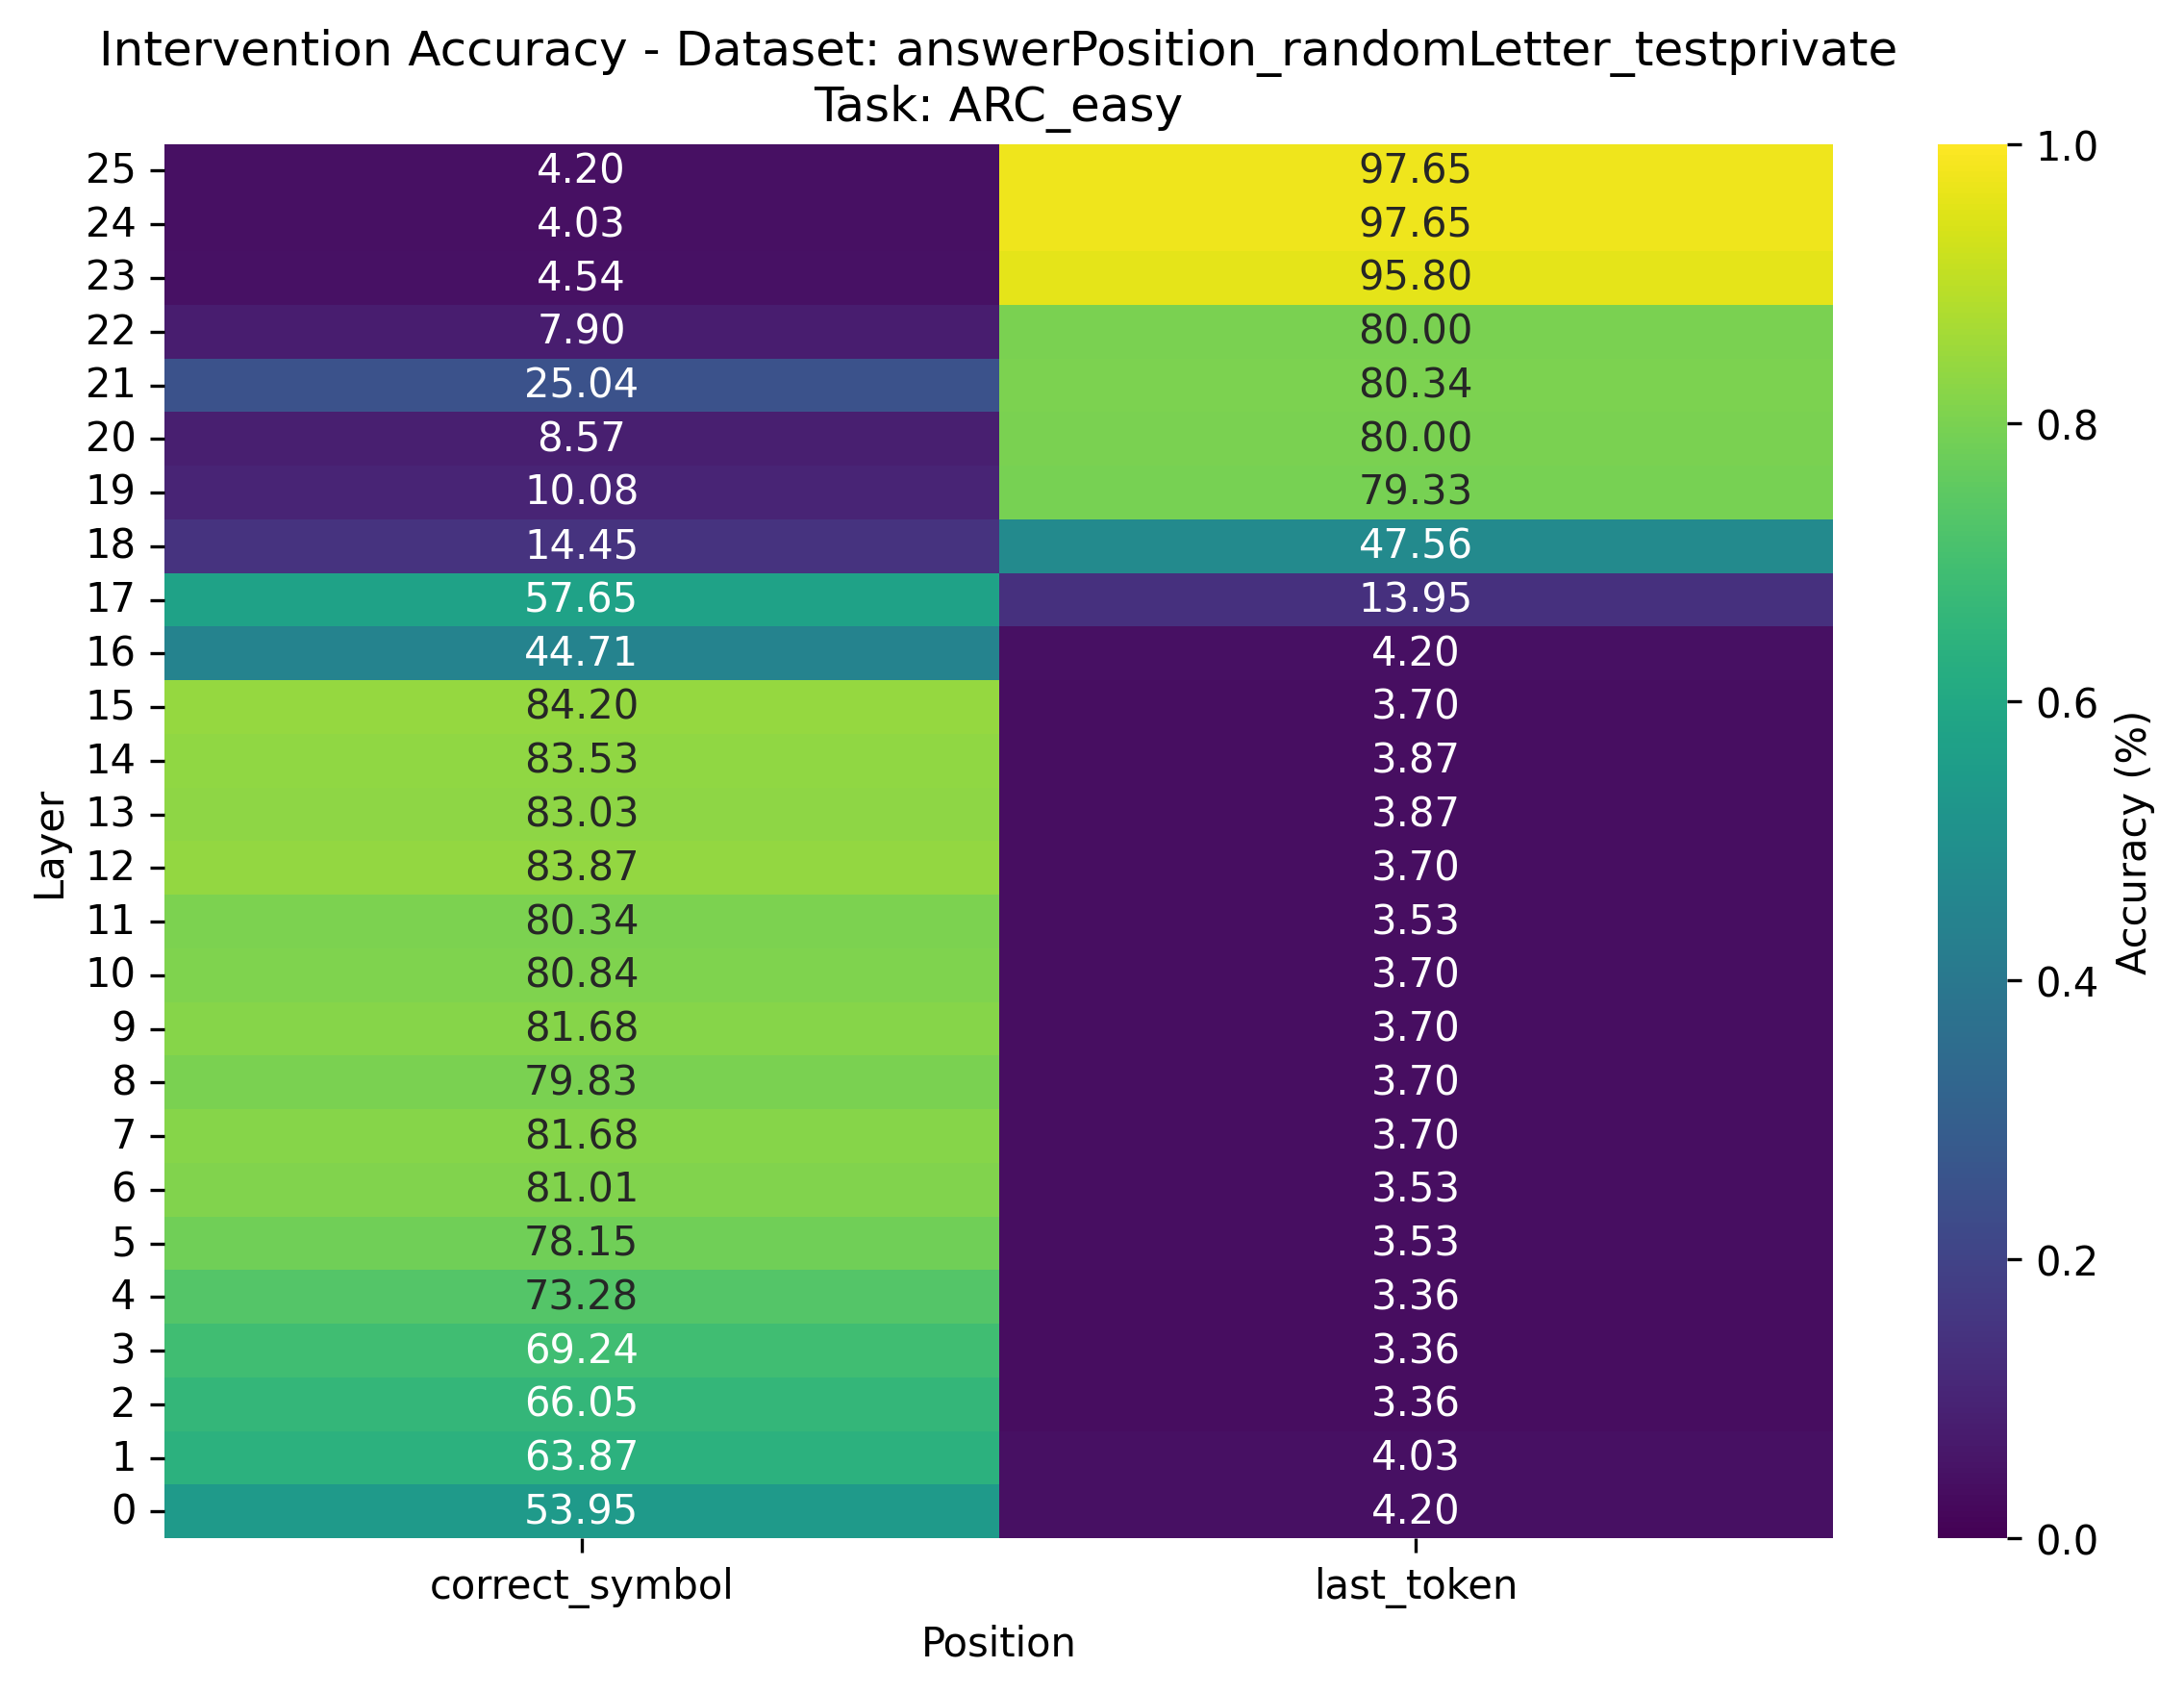 Intervention Accuracy - Dataset: answerPosition_randomLetter_testprivate
Task: ARC_easy
25 4.20 97.65
24 4.03 97.65
23 4.54 95.80
22 7.90 80.00
21 25.04 80.34
20 8.57 80.00
19 10.08 79.33
18 14.45 47.56
17 57.65 13.95
16 44.71 4.20
15 84.20 3.70
14 83.53 3.87
13 83.03 3.87
12 83.87 3.70
11 80.34 3.53
10 80.84 3.70
9 81.68 3.70
8 79.83 3.70
7 81.68 3.70
6 81.01 3.53
5 78.15 3.53
4 73.28 3.36
3 69.24 3.36
2 66.05 3.36
1 63.87 4.03
0 53.95 4.20
correct_symbol last_token
Position
Layer
1.0
0.8
0.6
0.4
0.2
0.0
Accuracy (%)